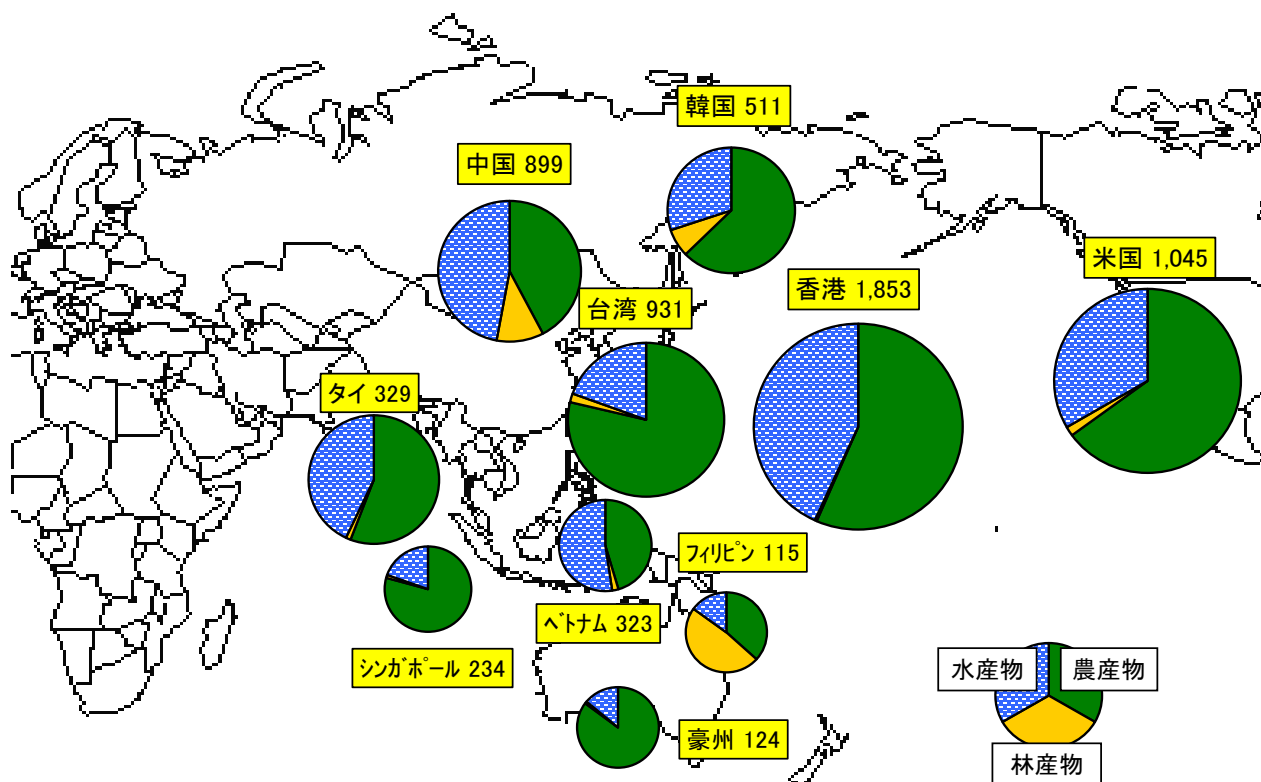 韓国 511
中国 899
米国 1,045
香港 1,853
台湾 931
タイ 329
フィリピン 115
ベトナム 323
シンガポール 234
豪州 124
水産物
農産物
林産物